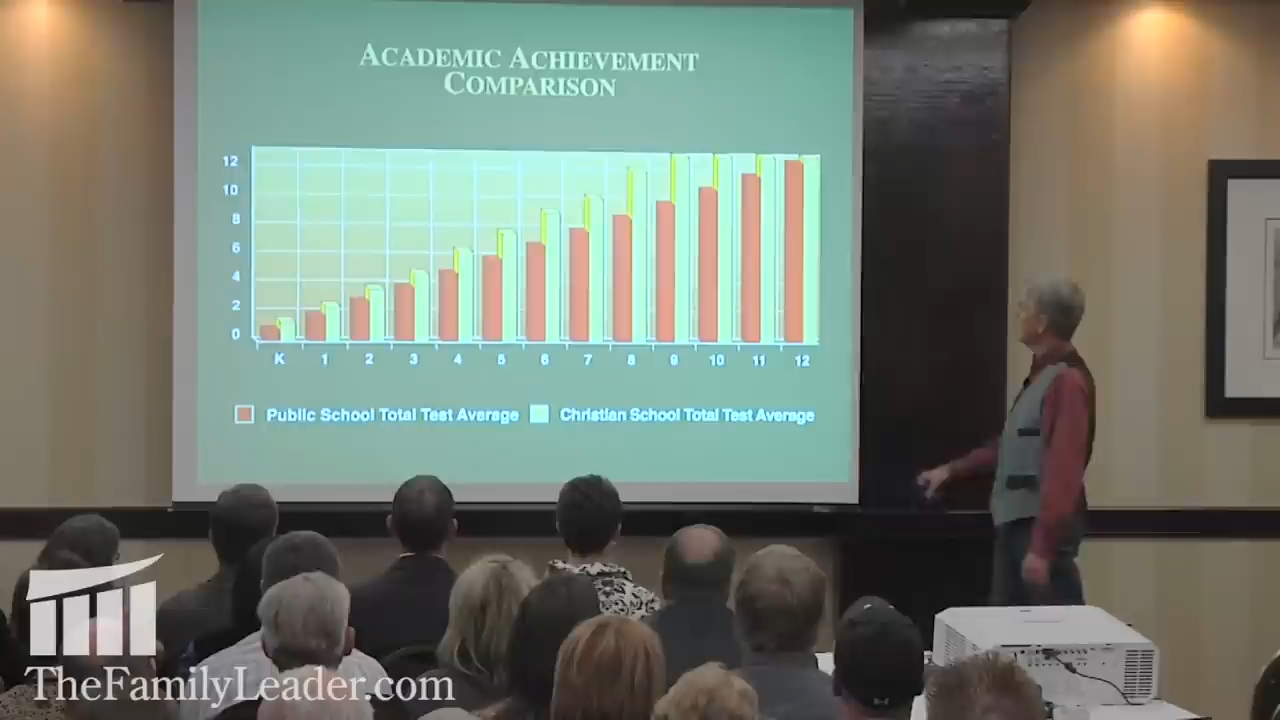 ACADEMIC ACHIEVEMENT
COMPARISON
12
10
8
6
4
2
0
K 1 2 3 4 5 6 7 8 9 10 11 12
Public School Total Test Average Christian School Total Test Average
TheFamilyLeader.com